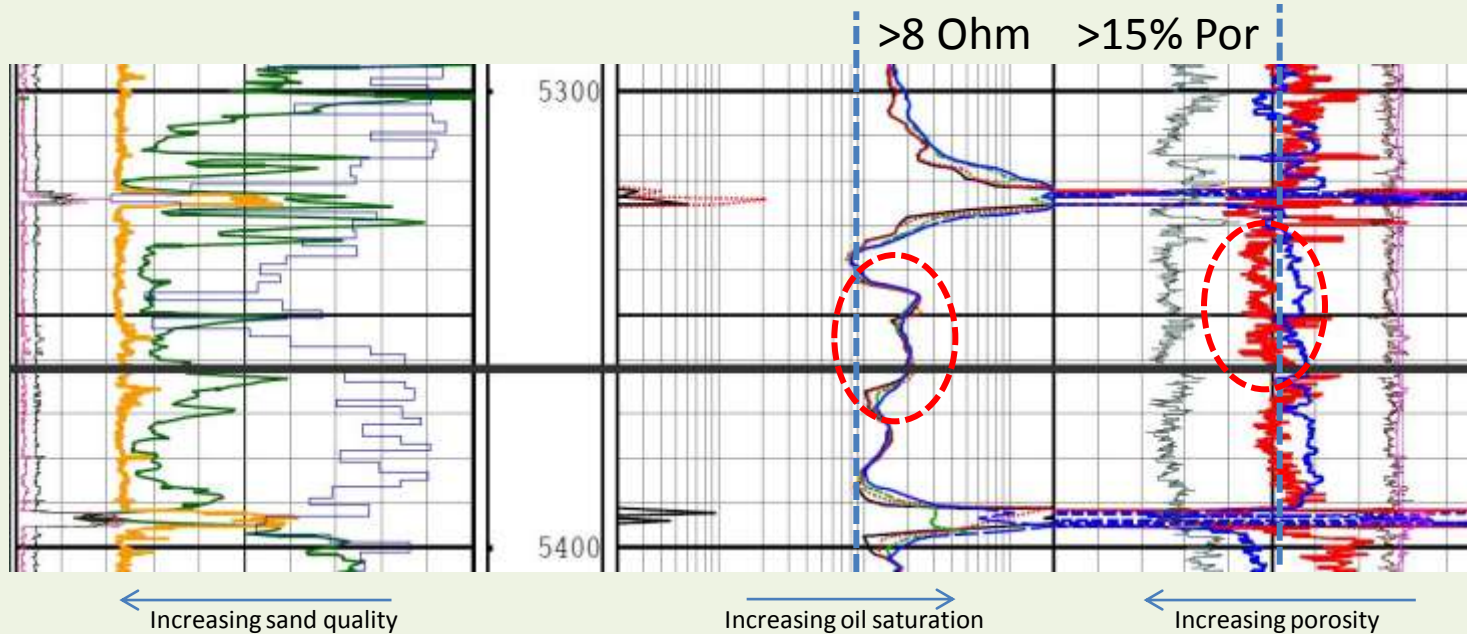 >8 Ohm >15% Por
5300
5400
Increasing sand quality
Increasing oil saturation
Increasing porosity